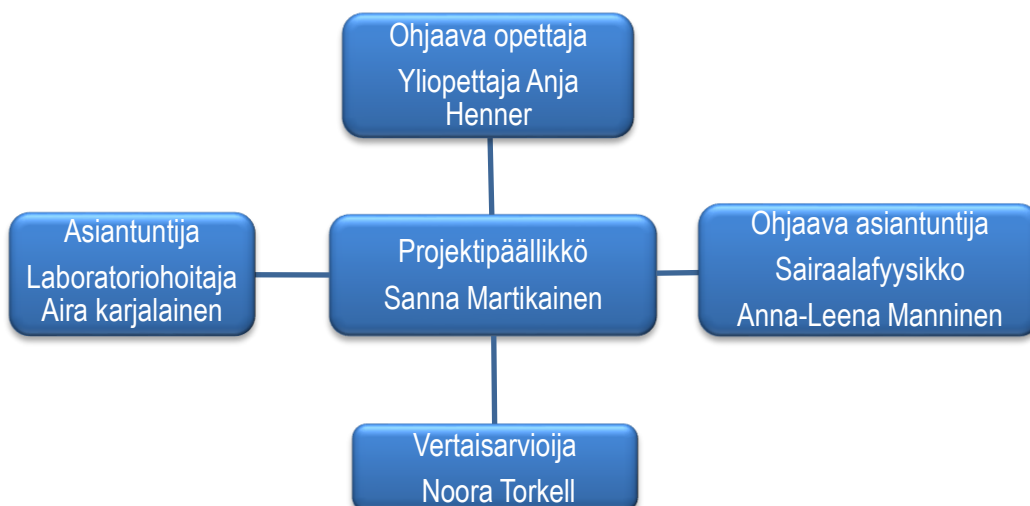 Ohjaava opettaja
Yliopettaja Anja
Henner
Asiantuntija
Laboratoriohoitaja
Aira karjalainen
Projektipäällikkö
Sanna Martikainen
Ohjaava asiantuntija
Sairaalafyysikko
Anna-Leena Manninen
Vertaisarvioija
Noora Torkell